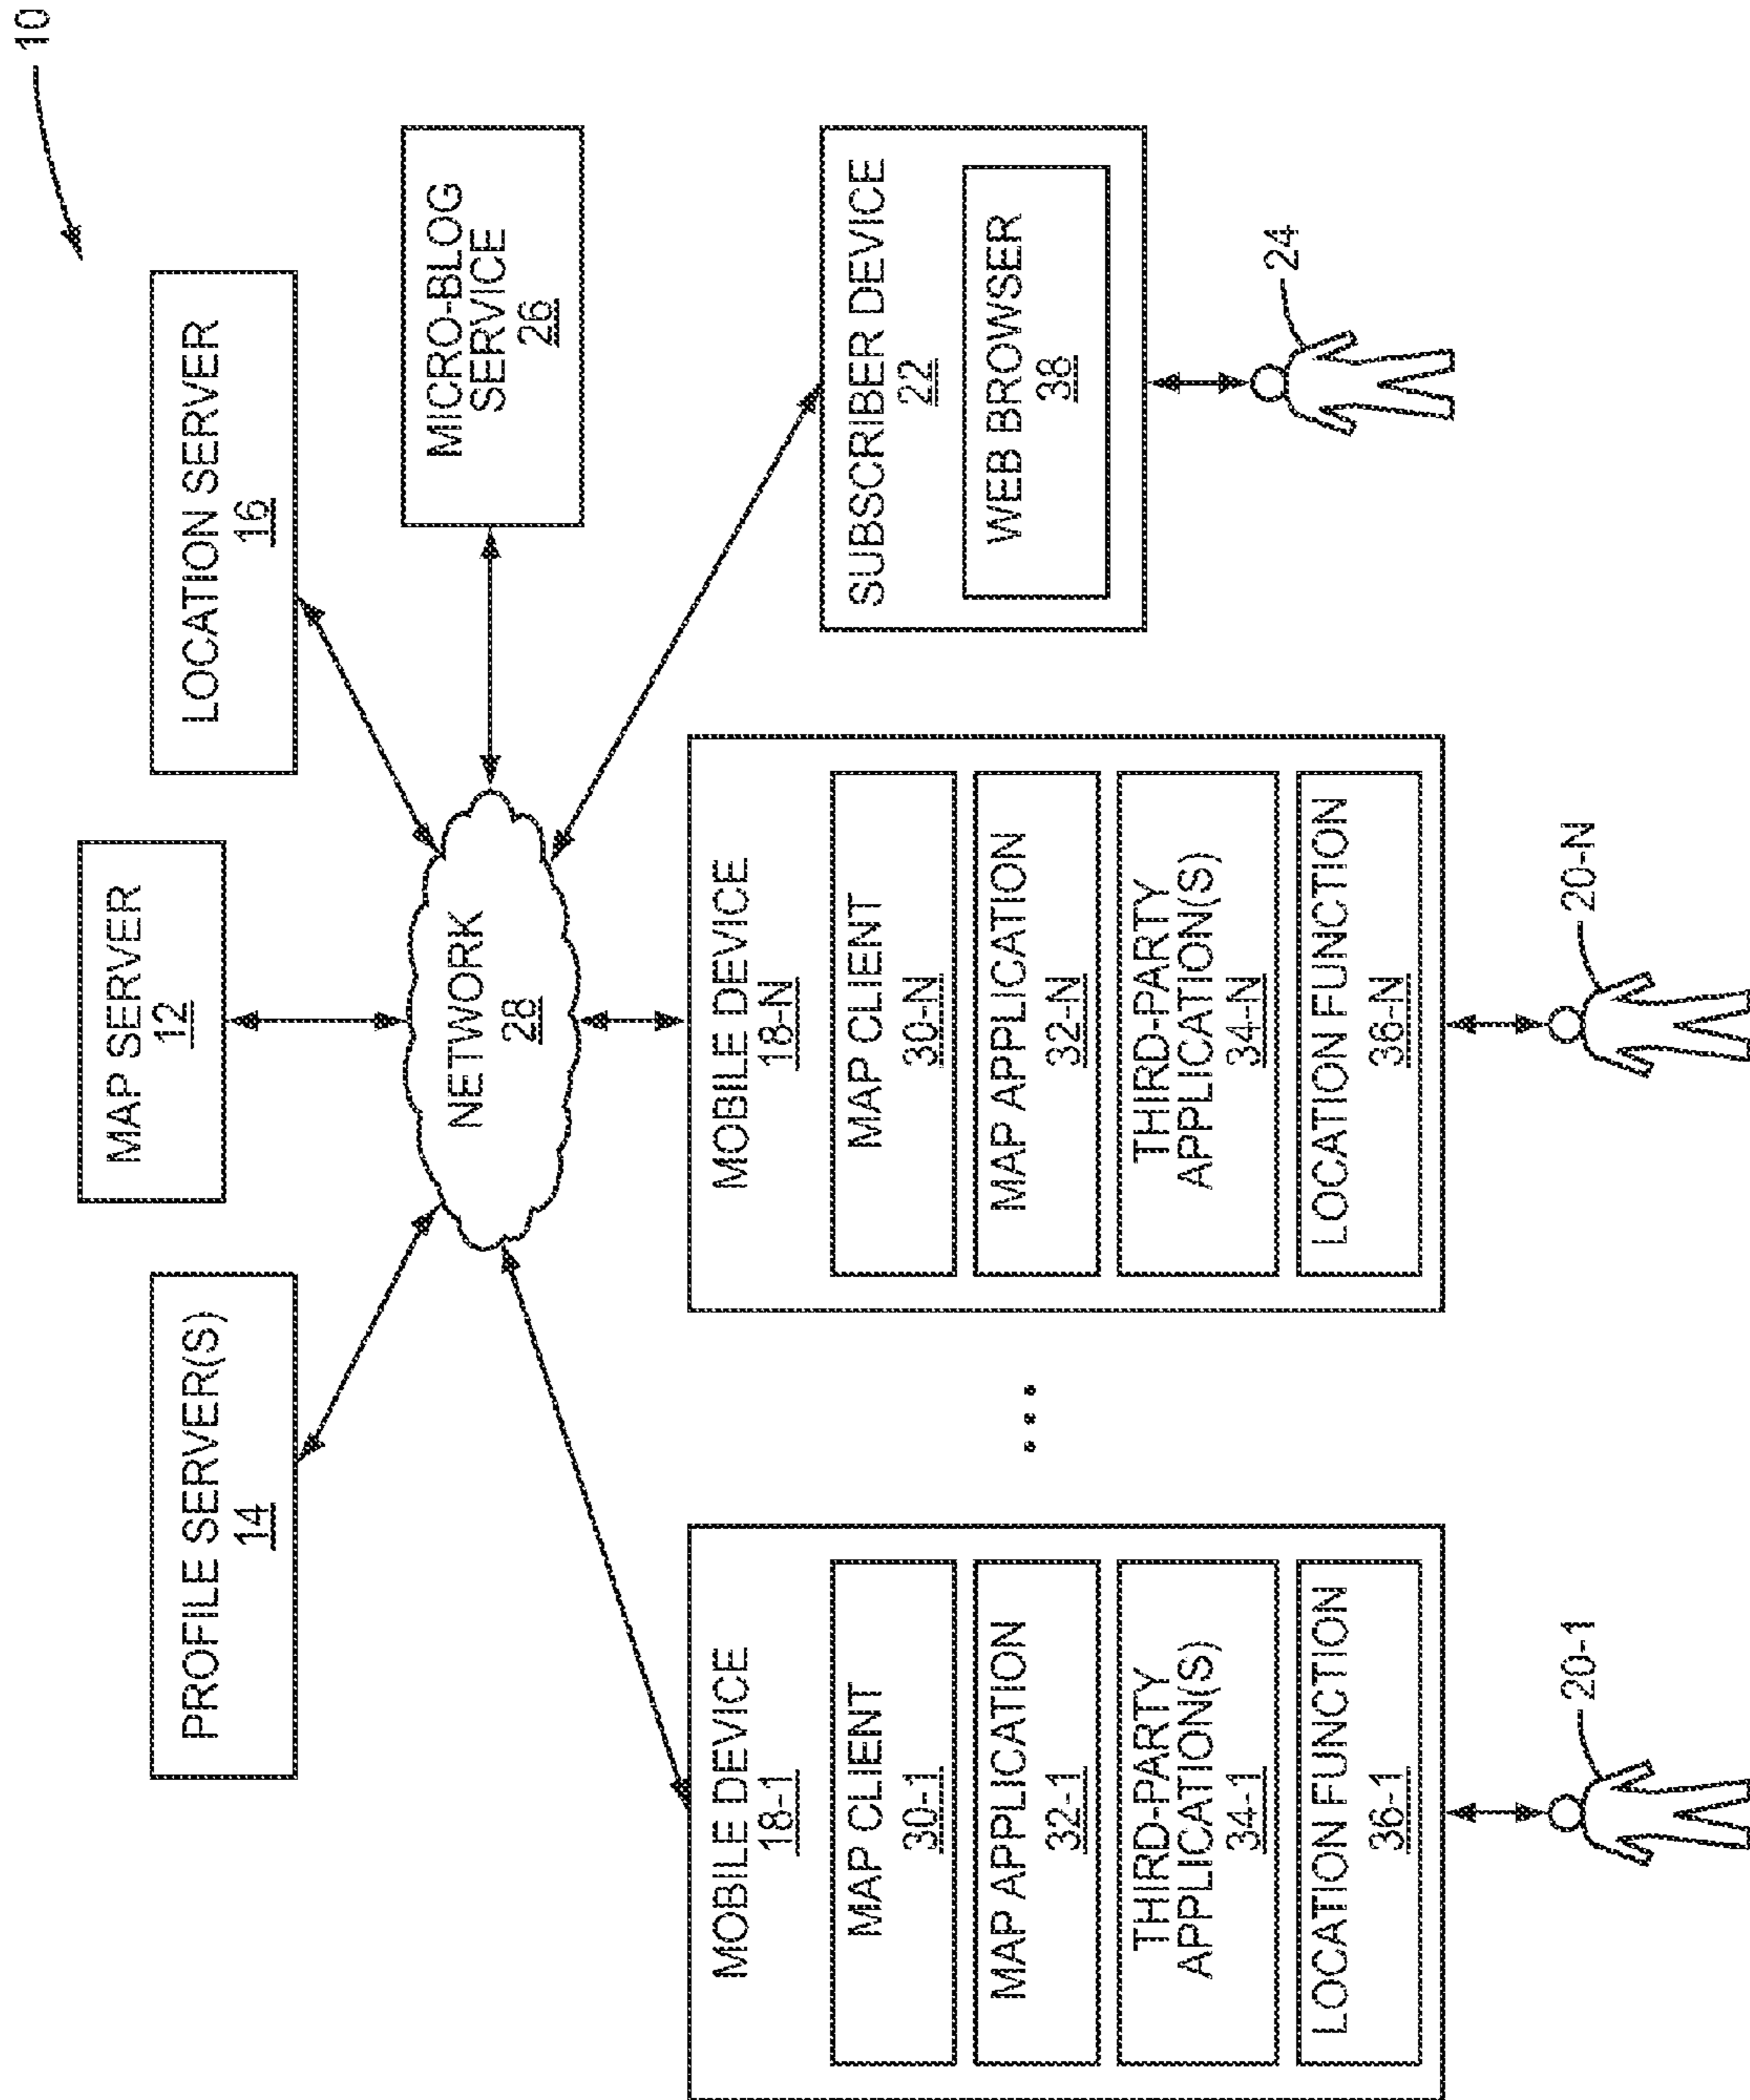 10
MAP SERVER
12
PROFILE SERVER(S)
14
LOCATION SERVER
16
NETWORK
28
MICRO-BLOG
SERVICE
26
MOBILE DEVICE
18-1
MAP CLIENT
30-1
MAP APPLICATION
32-1
THIRD-PARTY
APPLICATION(S)
34-1
LOCATION FUNCTION
36-1
20-1
...
MOBILE DEVICE
18-N
MAP CLIENT
30-N
MAP APPLICATION
32-N
THIRD-PARTY
APPLICATION(S)
34-N
LOCATION FUNCTION
36-N
20-N
SUBSCRIBER DEVICE
22
WEB BROWSER
38
24